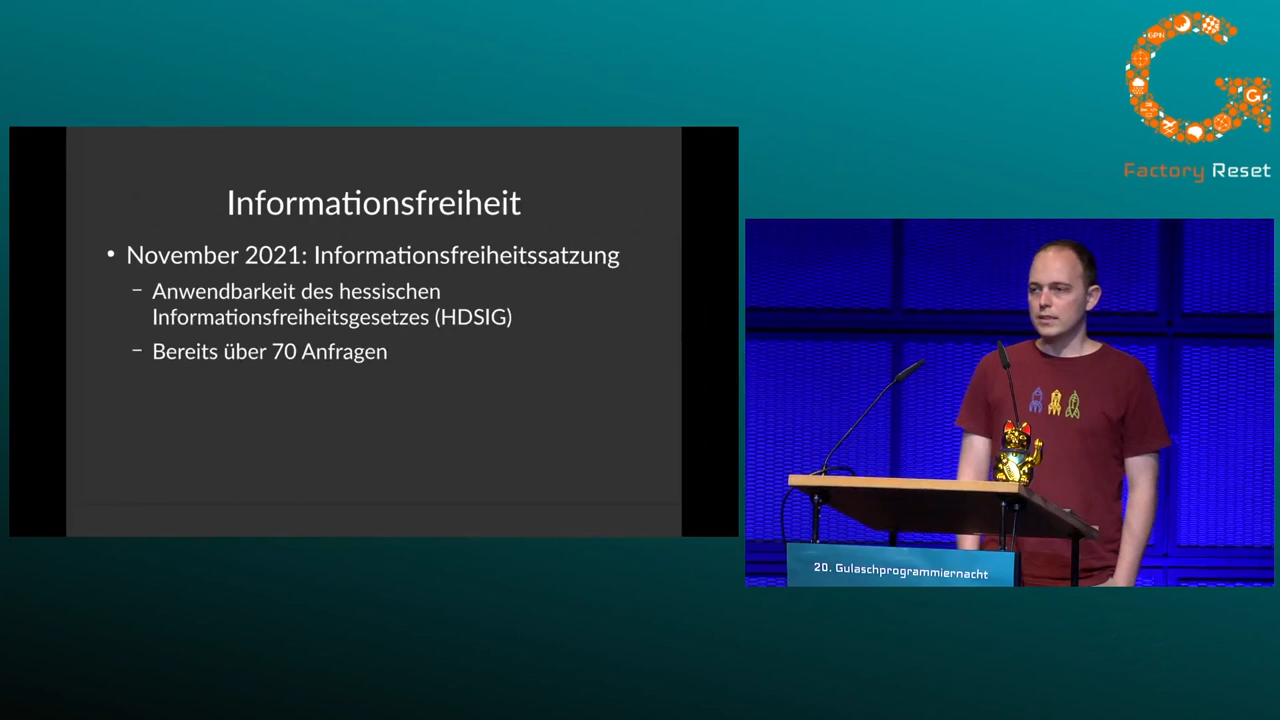 Informationsfreiheit
• November 2021: Informationsfreiheitssatzung
– Anwendbarkeit des hessischen
Informationsfreiheitsgesetzes (HDSIG)
– Bereits über 70 Anfragen
Factory Reset
20. Gulaschprogrammiernacht